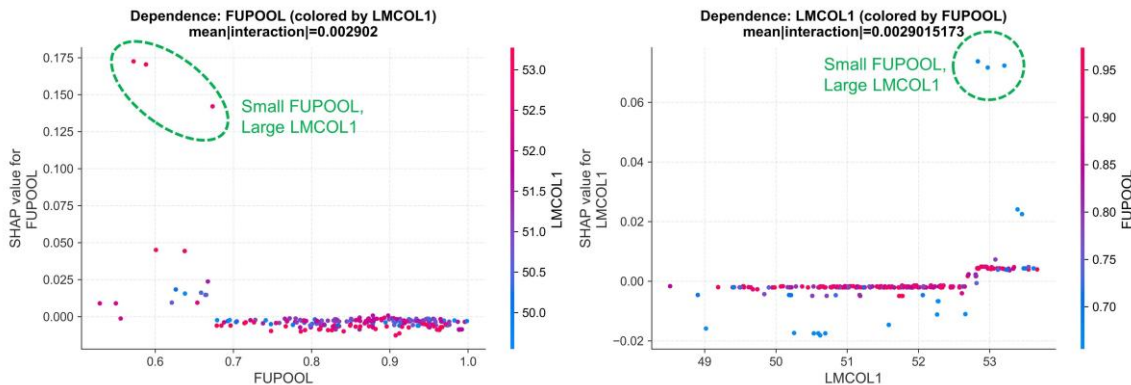 Dependence: FUPOOL (colored by LMCOL1)
mean|interaction|=0.002902
SHAP value for
FUPOOL
0.175
0.150
0.125
0.100
0.075
0.050
0.025
0.000
Small FUPOOL,
Large LMCOL1
0.6
0.7
0.8
0.9
1.0
FUPOOL
53.0
52.5
52.0
51.5
51.0
50.5
50.0
LMCOL1
Dependence: LMCOL1 (colored by FUPOOL)
mean|interaction|=0.0029015173
SHAP value for
LMCOL1
0.06
0.04
0.02
0.00
−0.02
Small FUPOOL,
Large LMCOL1
49
50
51
52
53
LMCOL1
0.95
0.90
0.85
0.80
0.75
0.70
FUPOOL